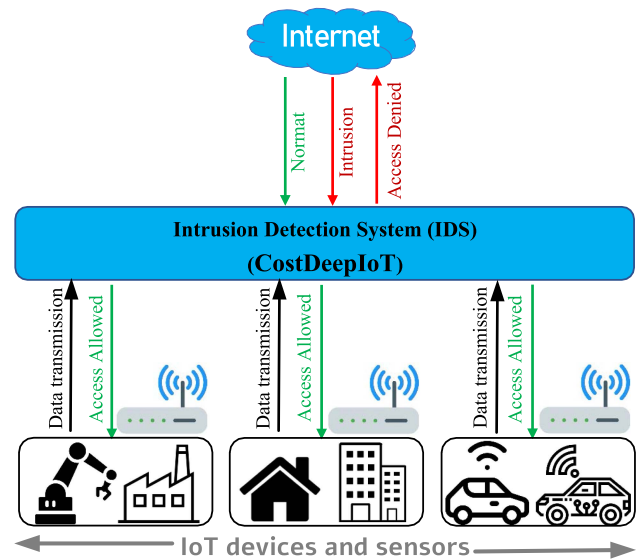 Internet
Normat
Intrusion
Access Denied
Intrusion Detection System (IDS)
(CostDeepIoT)
Data transmission
Access Allowed
Data transmission
Access Allowed
Data transmission
Access Allowed
IoT devices and sensors